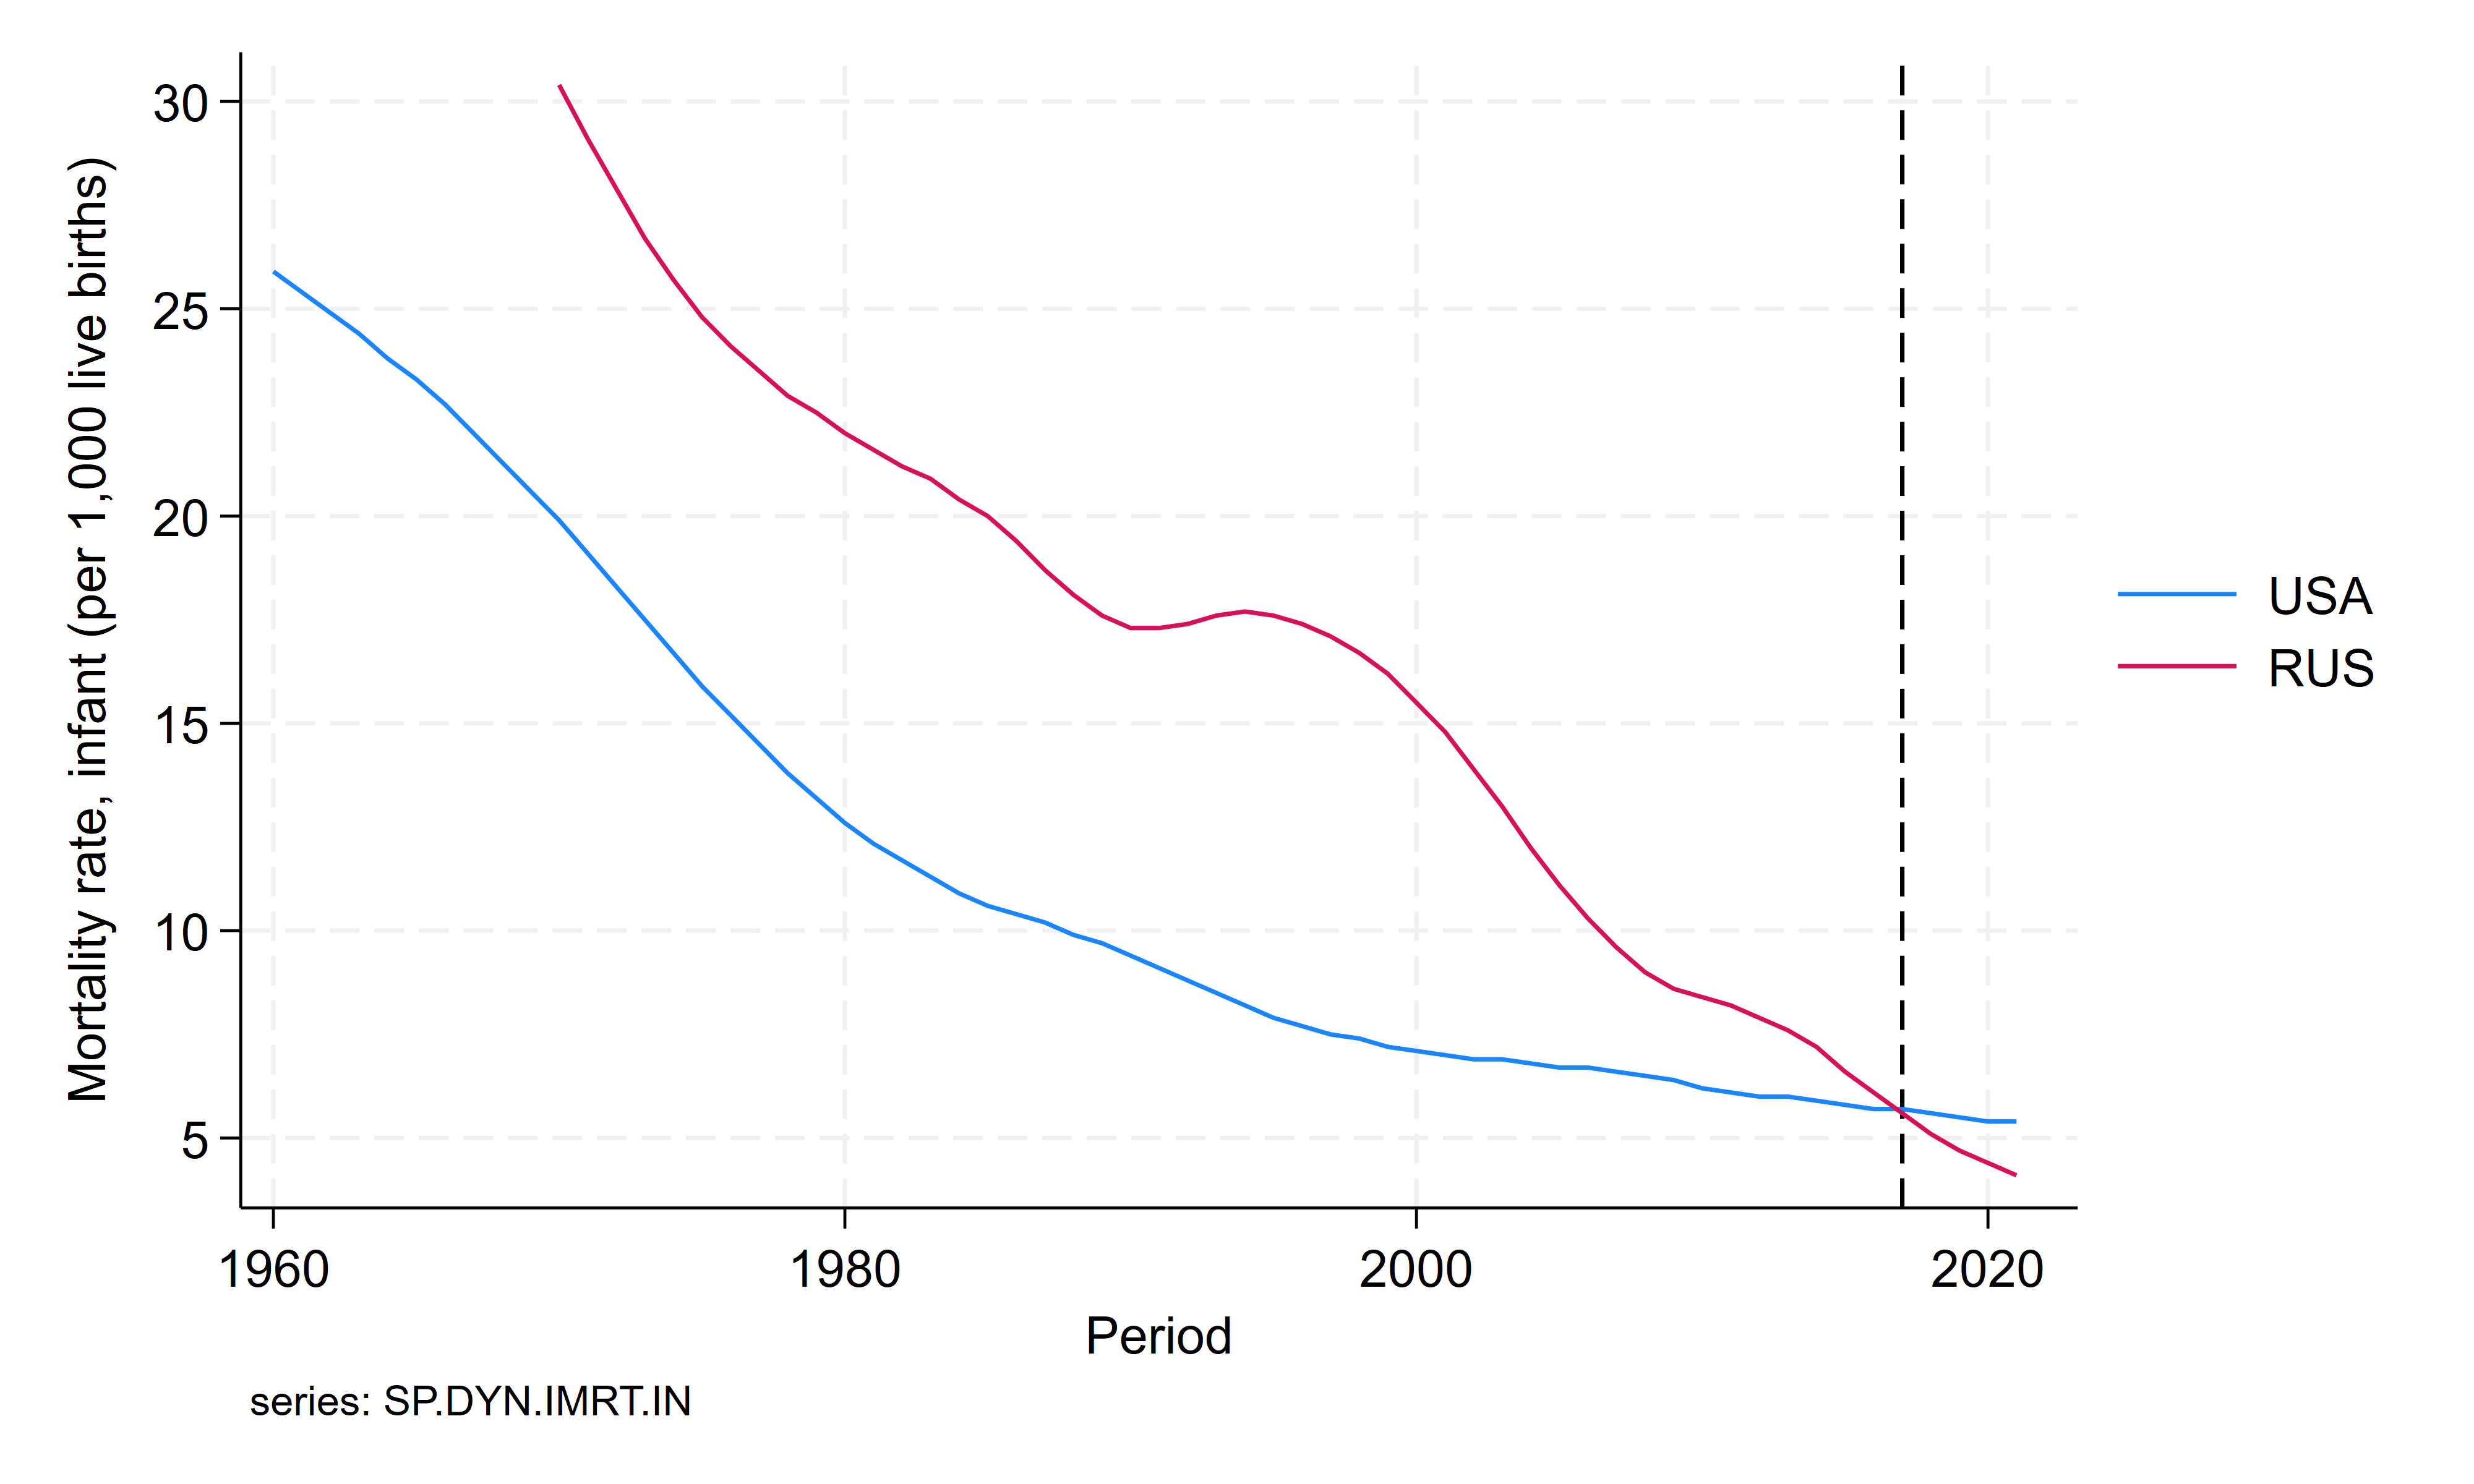 Mortality rate, infant (per 1,000 live births)
30
25
20
15
10
5
1960
1980
2000
2020
Period
USA
RUS
series: SP.DYN.IMRT.IN